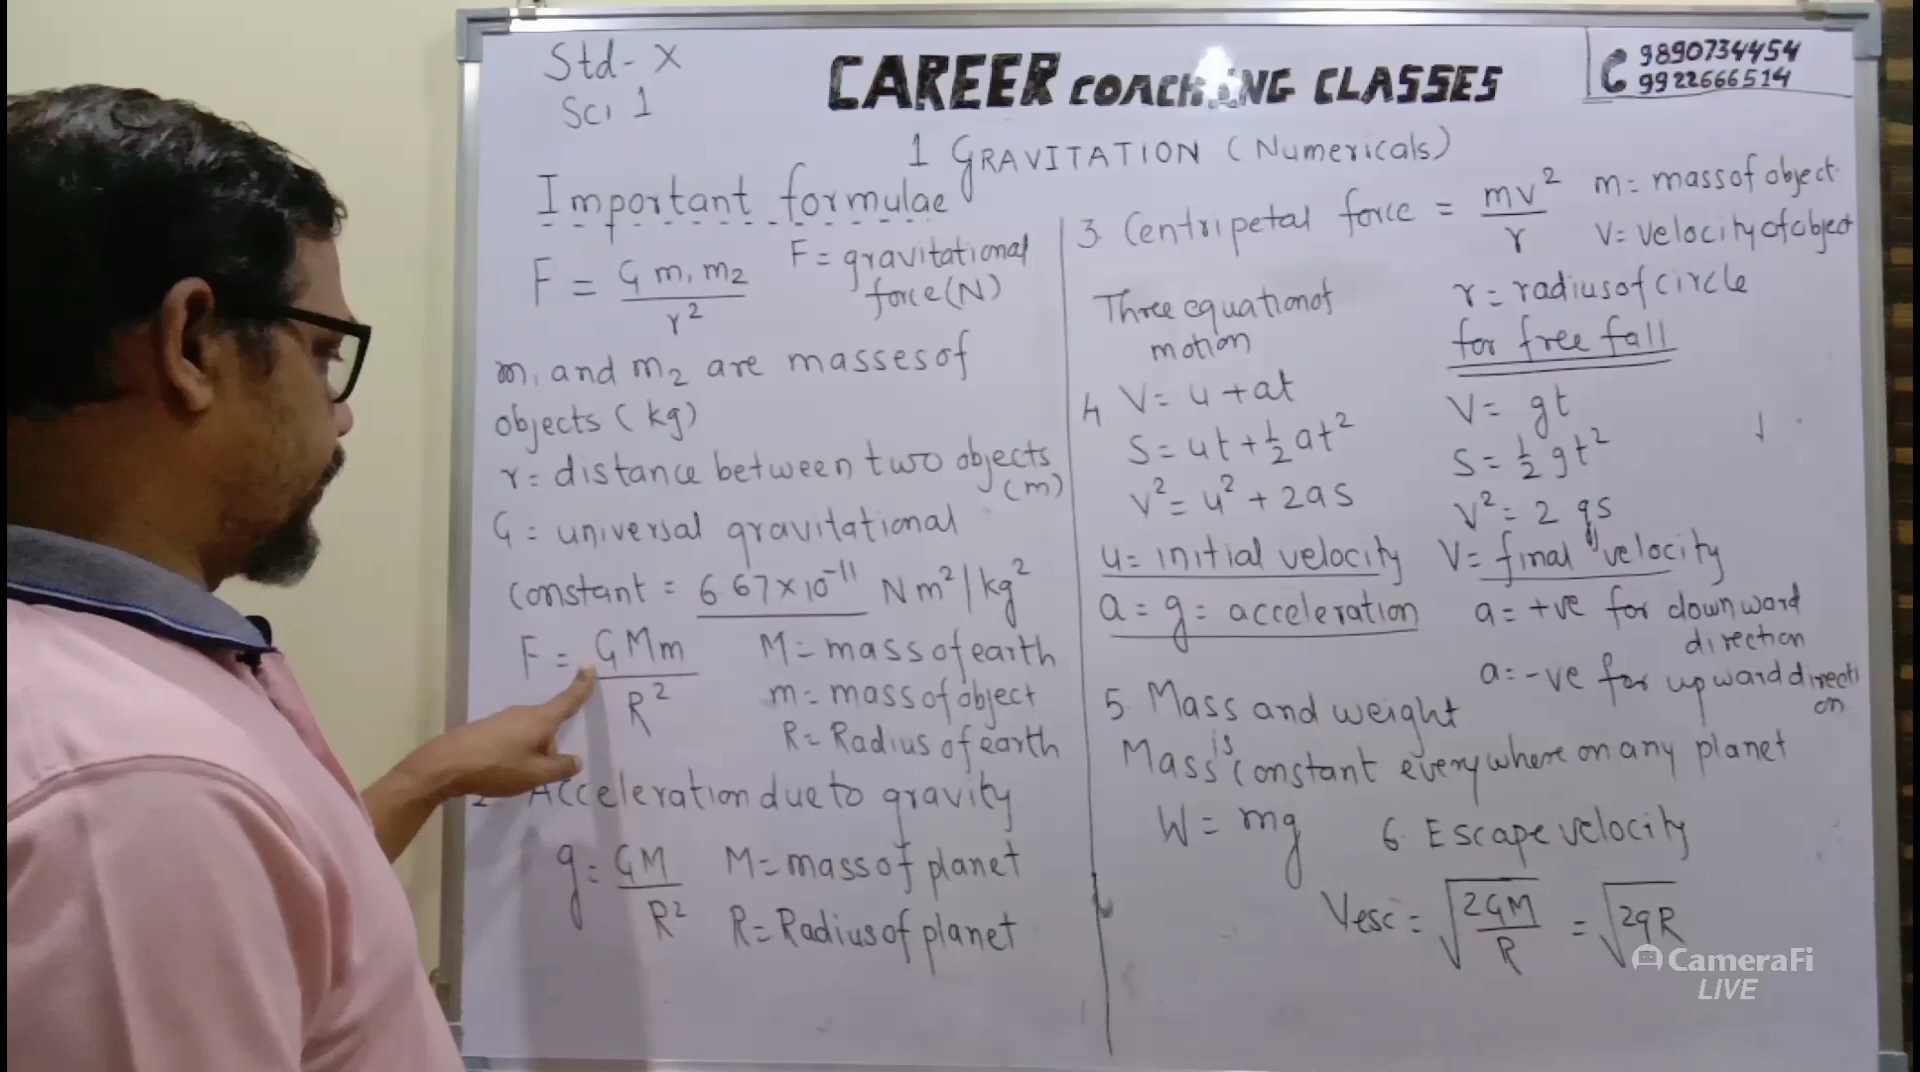 Std- X
Sci 1
CAREER COACHING CLASSES
9890734454
9922666514
1 GRAVITATION (Numericals)
Important formulae
F = G m1 m2 / r²
F = gravitational
force (N)
m1 and m2 are masses of
objects (kg)
r = distance between two objects
(m)
G = universal gravitational
constant = 6.67 × 10⁻¹¹ Nm²/kg²
F = GMm / R²
M = mass of earth
m = mass of object
R = Radius of earth
2. Acceleration due to gravity
g = GM / R²
M = mass of planet
R = Radius of planet
3. Centripetal force = mv² / r
m = mass of object
V = velocity of object
r = radius of circle
Three equation of
motion
for free fall
4 V = u + at
S = ut + ½ at²
V² = u² + 2as
V = gt
S = ½ gt²
V² = 2 gs
u = initial velocity
V = final velocity
a = g = acceleration
a = +ve for downward
direction
a = -ve for upward directi
on
5. Mass and weight
Mass is constant everywhere on any planet
W = mg
6. Escape velocity
Vesc = √2GM / R = √2gR
CameraFi
LIVE